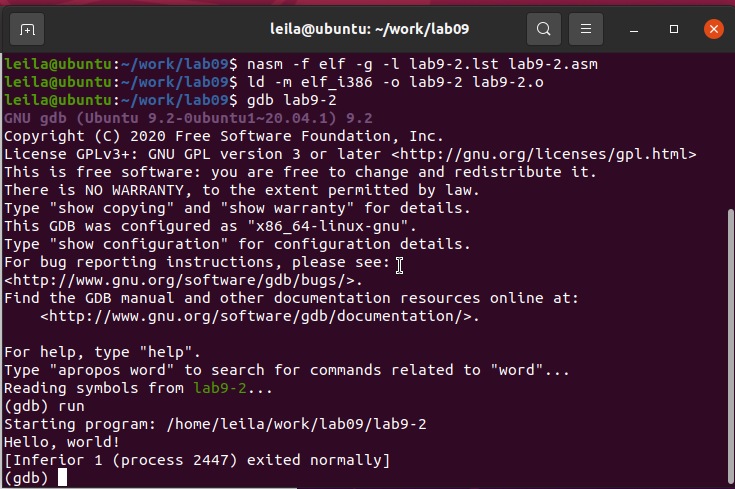 leila@ubuntu: ~/work/lab09
leila@ubuntu:~/work/lab09$ nasm -f elf -g -l lab9-2.lst lab9-2.asm
leila@ubuntu:~/work/lab09$ ld -m elf_i386 -o lab9-2 lab9-2.o
leila@ubuntu:~/work/lab09$ gdb lab9-2
GNU gdb (Ubuntu 9.2-0ubuntu1~20.04.1) 9.2
Copyright (C) 2020 Free Software Foundation, Inc.
License GPLv3+: GNU GPL version 3 or later <http://gnu.org/licenses/gpl.html>
This is free software: you are free to change and redistribute it.
There is NO WARRANTY, to the extent permitted by law.
Type "show copying" and "show warranty" for details.
This GDB was configured as "x86_64-linux-gnu".
Type "show configuration" for configuration details.
For bug reporting instructions, please see:
<http://www.gnu.org/software/gdb/bugs/>.
Find the GDB manual and other documentation resources online at:
    <http://www.gnu.org/software/gdb/documentation/>.

For help, type "help".
Type "apropos word" to search for commands related to "word"...
Reading symbols from lab9-2...
(gdb) run
Starting program: /home/leila/work/lab09/lab9-2
Hello, world!
[Inferior 1 (process 2447) exited normally]
(gdb)